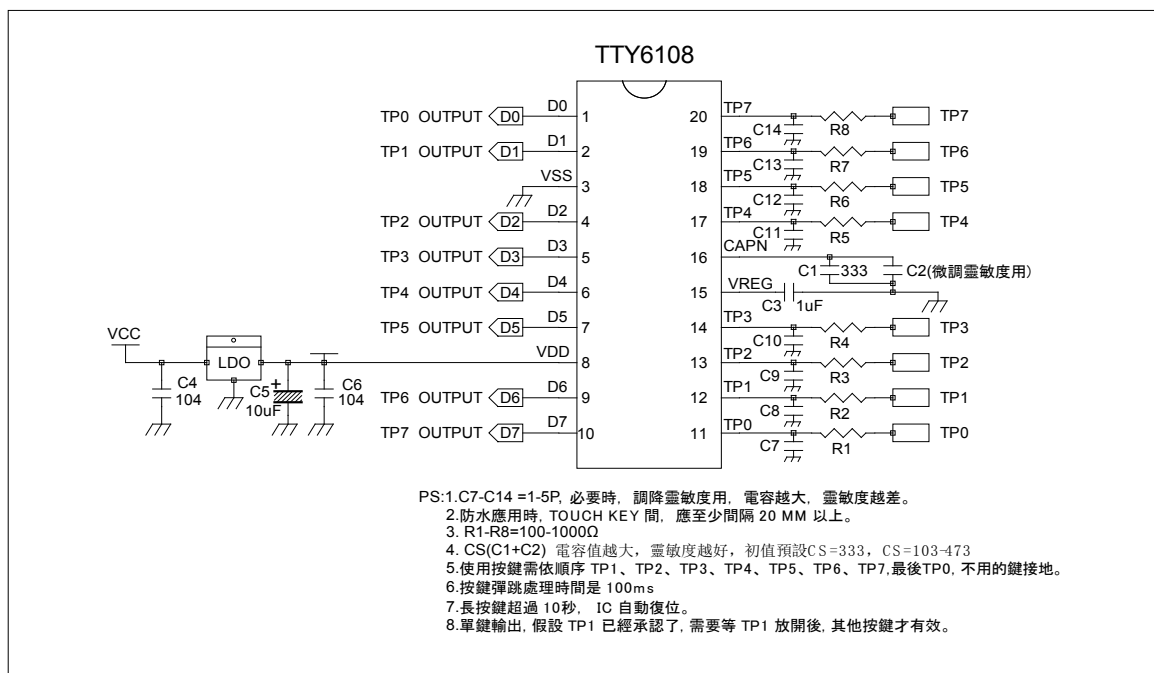 TTY6108
TP0 OUTPUT D0 D0 1
TP1 OUTPUT D1 D1 2
VSS 3
TP2 OUTPUT D2 D2 4
TP3 OUTPUT D3 D3 5
TP4 OUTPUT D4 D4 6
TP5 OUTPUT D5 D5 7
VDD 8
TP6 OUTPUT D6 D6 9
TP7 OUTPUT D7 D7 10
VCC
LDO
C4
104
C5 +
10uF
C6
104
20 TP7 C14 R8 TP7
19 TP6 C13 R7 TP6
18 TP5 C12 R6 TP5
17 TP4 C11 R5 TP4
16 CAPN
C1 333 C2(微調靈敏度用)
15 VREG
C3 1uF
14 TP3 C10 R4 TP3
13 TP2 C9 R3 TP2
12 TP1 C8 R2 TP1
11 TP0 C7 R1 TP0
PS:1.C7-C14 =1-5P, 必要時, 調降靈敏度用, 電容越大, 靈敏度越差。
2.防水應用時, TOUCH KEY 間, 應至少間隔 20 MM 以上。
3. R1-R8=100-1000Ω
4. CS(C1+C2) 電容值越大，靈敏度越好，初值預設CS=333，CS=103-473
5.使用按鍵需依順序 TP1、TP2、TP3、TP4、TP5、TP6、TP7,最後TP0, 不用的鍵接地。
6.按鍵彈跳處理時間是 100ms
7.長按鍵超過 10秒, IC 自動復位。
8.單鍵輸出, 假設 TP1 已經承認了, 需要等 TP1 放開後, 其他按鍵才有效。